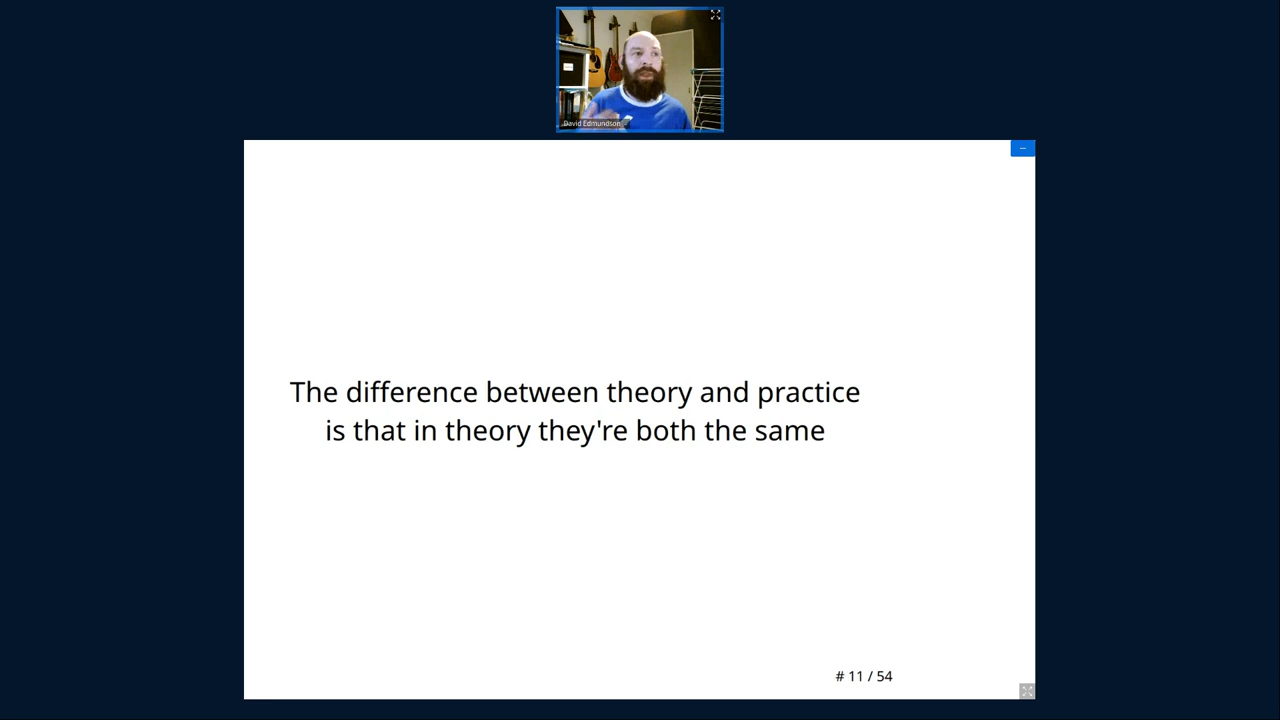 David Edmundson
The difference between theory and practice
is that in theory they're both the same
# 11 / 54